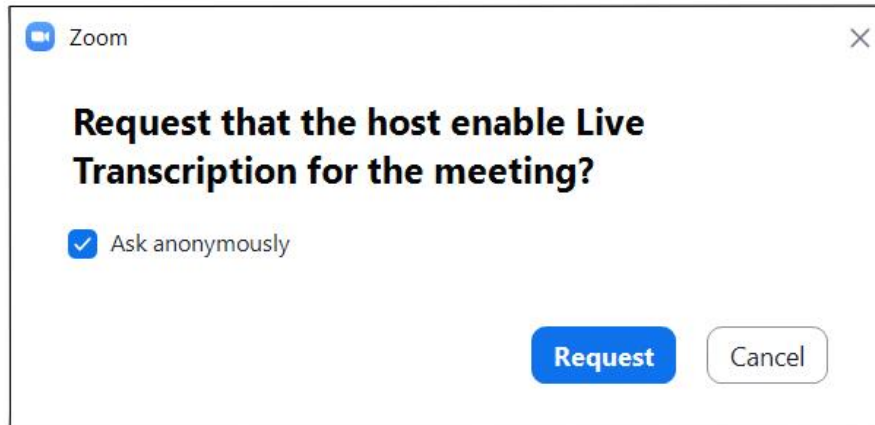 Zoom
Request that the host enable Live
Transcription for the meeting?
Ask anonymously
Request Cancel